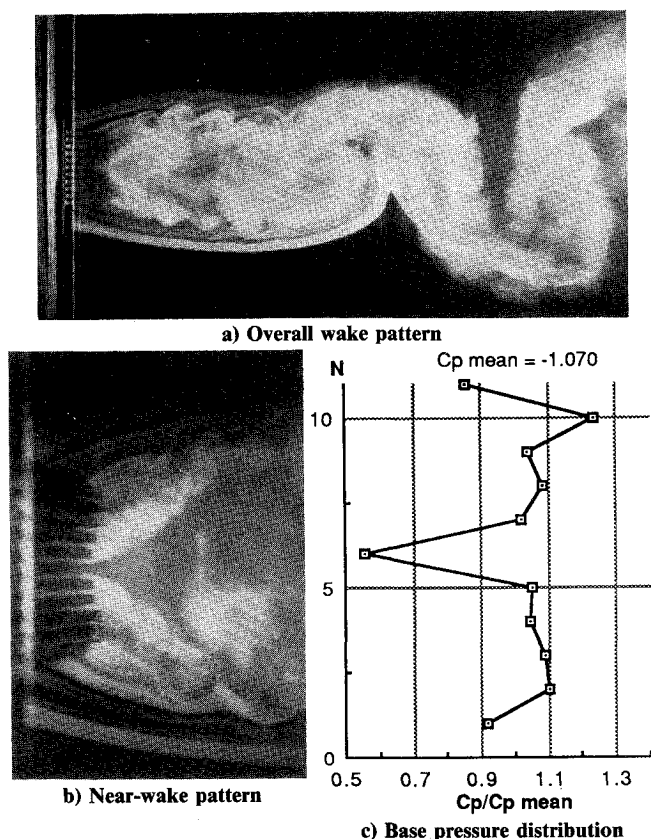 a) Overall wake pattern
N
Cp mean = -1.070
10
5
0
0.5 0.7 0.9 1.1 1.3
Cp/Cp mean
b) Near-wake pattern
c) Base pressure distribution